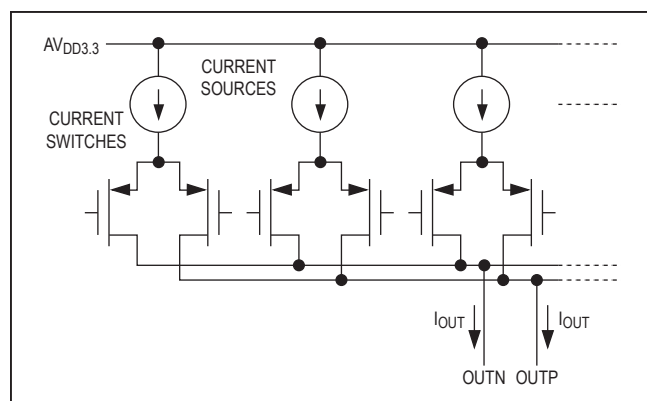 AVDD3.3
CURRENT
SOURCES
CURRENT
SWITCHES
IOUT
IOUT
OUTN
OUTP